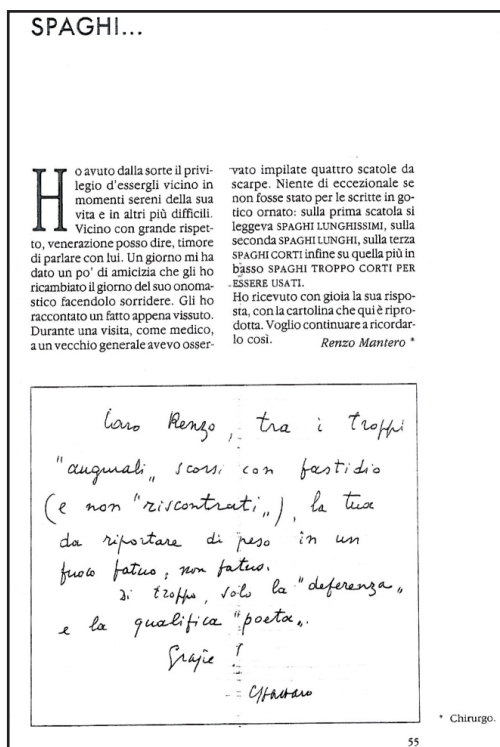 SPAGHI...
Ho avuto dalla sorte il privi-
legio d'essergli vicino in
momenti sereni della sua
vita e in altri più difficili.
Vicino con grande rispet-
to, venerazione posso dire, timore
di parlare con lui. Un giorno mi ha
dato un po' di amicizia che gli ho
ricambiato il giorno del suo onoma-
stico facendolo sorridere. Gli ho
raccontato un fatto appena vissuto.
Durante una visita, come medico,
a un vecchio generale avevo osser-
vato impilate quattro scatole da
scarpe. Niente di eccezionale se
non fosse stato per le scritte in go-
tico ornato: sulla prima scatola si
leggeva SPAGHI LUNGHISSIMI, sulla
seconda SPAGHI LUNGHI, sulla terza
SPAGHI CORTI infine su quella più in
basso SPAGHI TROPPO CORTI PER
ESSERE USATI.
Ho ricevuto con gioia la sua rispo-
sta, con la cartolina che qui è ripro-
dotta. Voglio continuare a ricordar-
lo così.
Renzo Mantero *
Caro Renzo, tra i troppi
"augurali" scorsi con fastidio
(e non "riscontrati"), la tua
da riportare di peso in un
fuoco fatuo, non fatuo.
Di troppo, solo la "deferenza"
e la qualifica "poeta".
Grazie!
* Chirurgo.
55